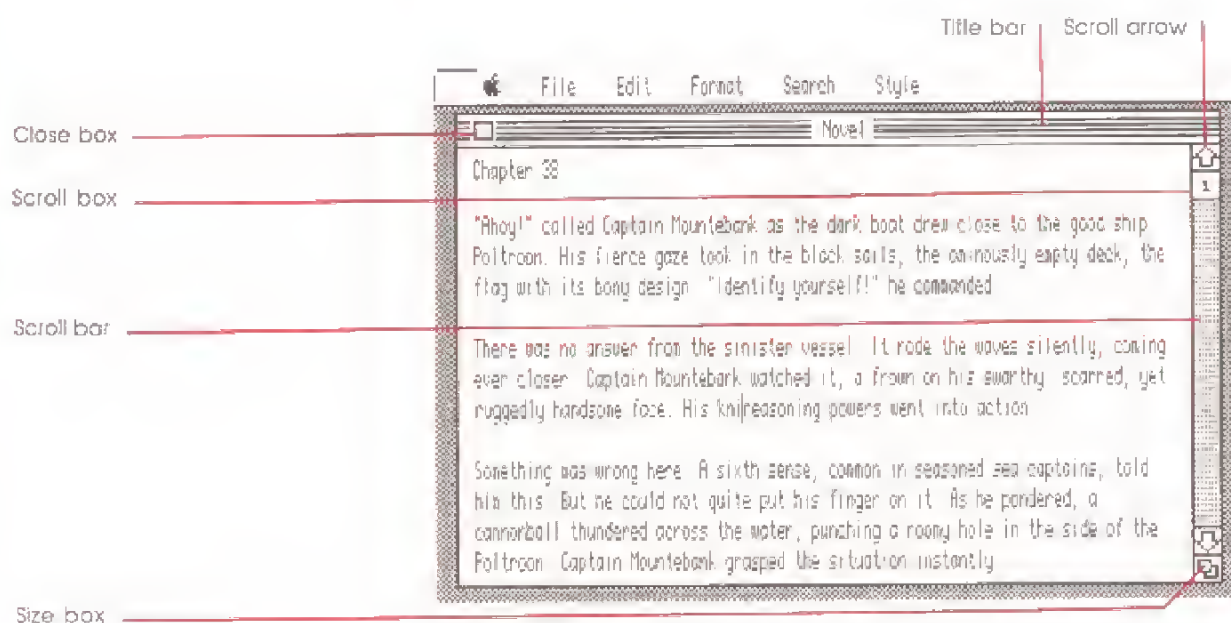 Title bar Scroll arrow
File Edit Format Search Style
Close box
Novel
Chapter 38
Scroll box
1
"Ahoy!" called Captain Mountebank as the dark boat drew close to the good ship
Poltroon. His fierce gaze took in the black sails, the ominously empty deck, the
flag with its bony design. "Identify yourself!" he commanded.
Scroll bar
There was no answer from the sinister vessel. It rode the waves silently, coming
ever closer. Captain Mountebank watched it, a frown on his swarthy, scarred, yet
ruggedly handsome face. His kni|reasoning powers went into action.
Something was wrong here. A sixth sense, common in seasoned sea captains, told
him this. But he could not quite put his finger on it. As he pondered, a
cannonball thundered across the water, punching a roomy hole in the side of the
Poltroon. Captain Mountebank grasped the situation instantly.
Size box